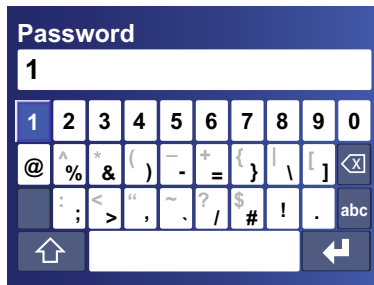 Password
1
1 2 3 4 5 6 7 8 9 0
@ ^ % * & ( ) _ - + = { } | \ [ ]
: ; < > “ , ~ ` ? / $ # ! . abc